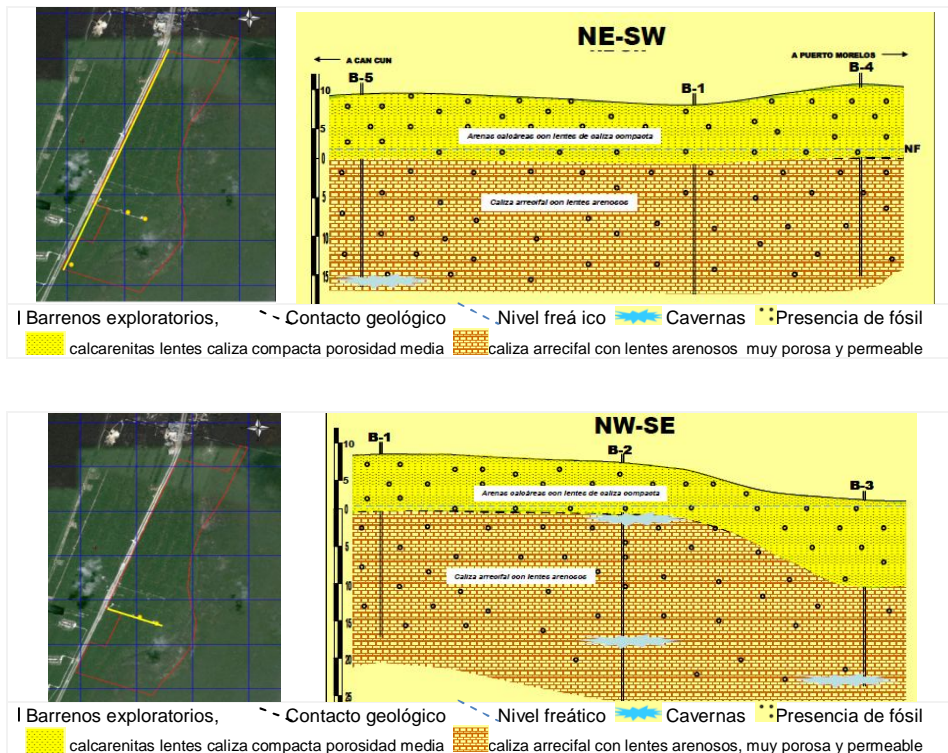 NE-SW
A CAN CUN
A PUERTO MORELOS
B-5
B-1
B-4
10
5
0
5
10
15
Arenas calcáreas con lentes de caliza compacta
NF
Caliza arrecifal con lentes arenosos
Barrenos exploratorios, Contacto geológico Nivel freá ico Cavernas Presencia de fósil
calcarenitas lentes caliza compacta porosidad media caliza arrecifal con lentes arenosos muy porosa y permeable
NW-SE
B-1
B-2
B-3
10
5
0
5
10
15
20
25
Arenas calcáreas con lentes de caliza compacta
Caliza arrecifal con lentes arenosos
Barrenos exploratorios, Contacto geológico Nivel freático Cavernas Presencia de fósil
calcarenitas lentes caliza compacta porosidad media caliza arrecifal con lentes arenosos, muy porosa y permeable